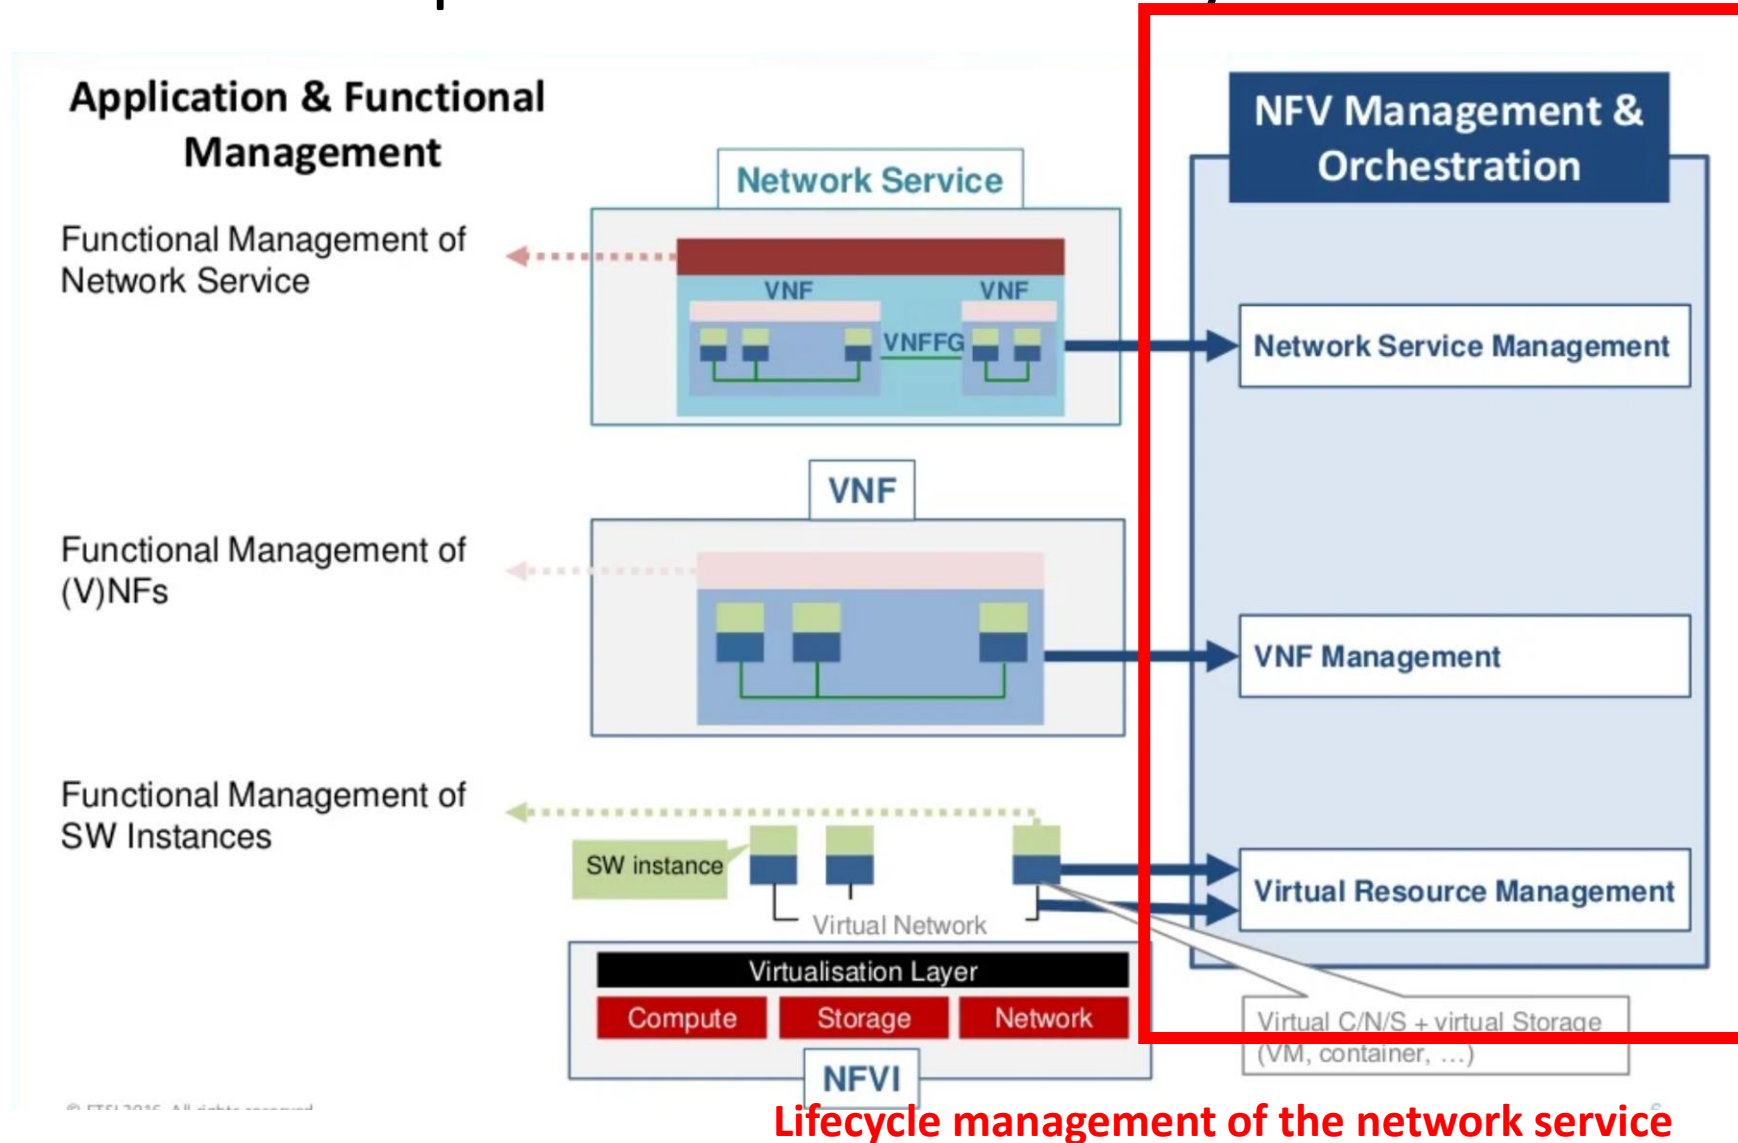 Application & Functional
Management
NFV Management &
Orchestration
Network Service
Functional Management of
Network Service
VNF
VNF
VNFFG
Network Service Management
VNF
Functional Management of
(V)NFs
VNF Management
Functional Management of
SW Instances
SW instance
Virtual Resource Management
Virtual Network
Virtualisation Layer
Compute
Storage
Network
Virtual C/N/S + virtual Storage
(VM, container, ...)
NFVI
Lifecycle management of the network service